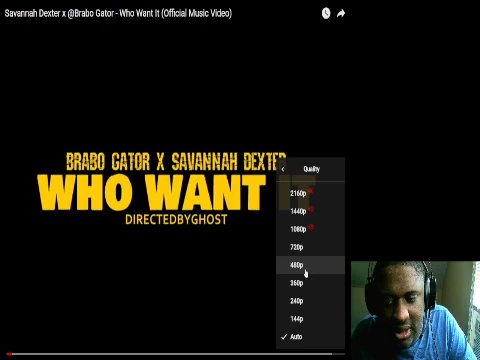 Savannah Dexter x @Brabo Gator - Who Want It (Official Music Video)
BRABO GATOR X SAVANNAH DEXTER
WHO WANT IT
DIRECTEDBYGHOST
Quality
2160p
1440p
1080p
720p
480p
360p
240p
144p
Auto